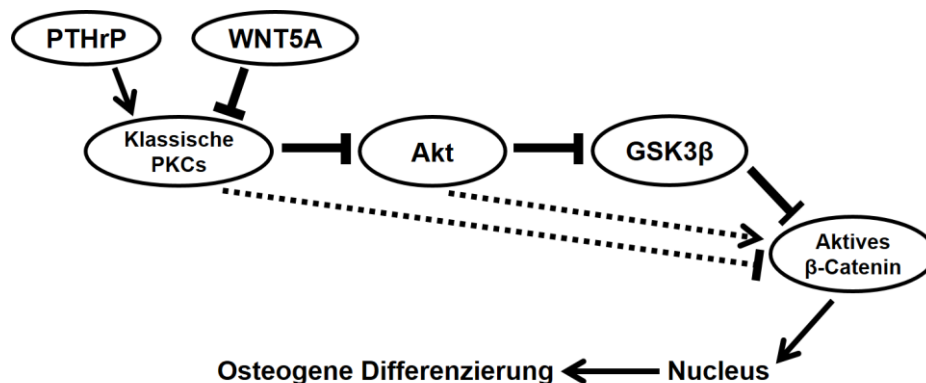 PTHrP
WNT5A
Klassische
PKCs
Akt
GSK3β
Aktives
β-Catenin
Osteogene Differenzierung
Nucleus